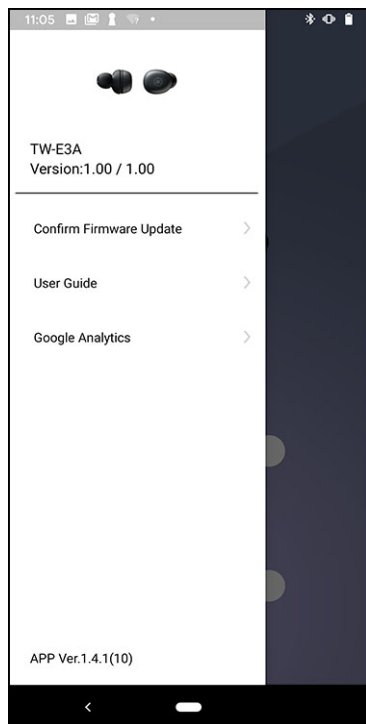 11:05
TW-E3A
Version:1.00 / 1.00
Confirm Firmware Update
User Guide
Google Analytics
APP Ver.1.4.1(10)